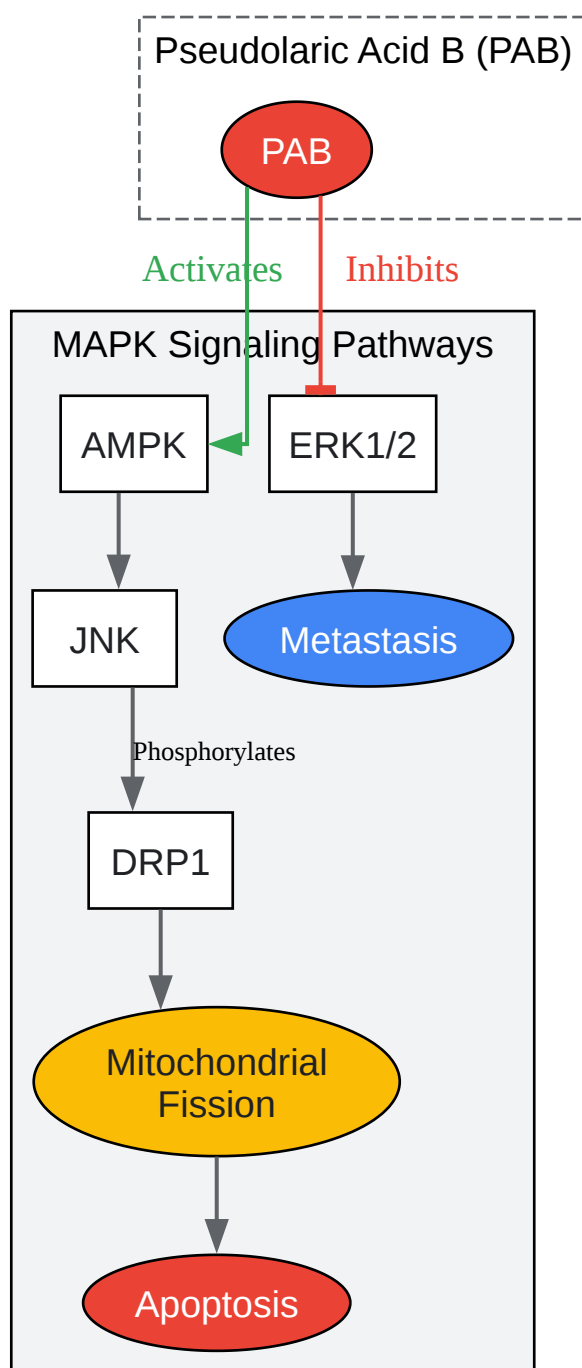 Pseudolaric Acid B (PAB)
PAB
Activates
Inhibits
MAPK Signaling Pathways
AMPK
ERK1/2
JNK
Metastasis
Phosphorylates
DRP1
Mitochondrial
Fission
Apoptosis